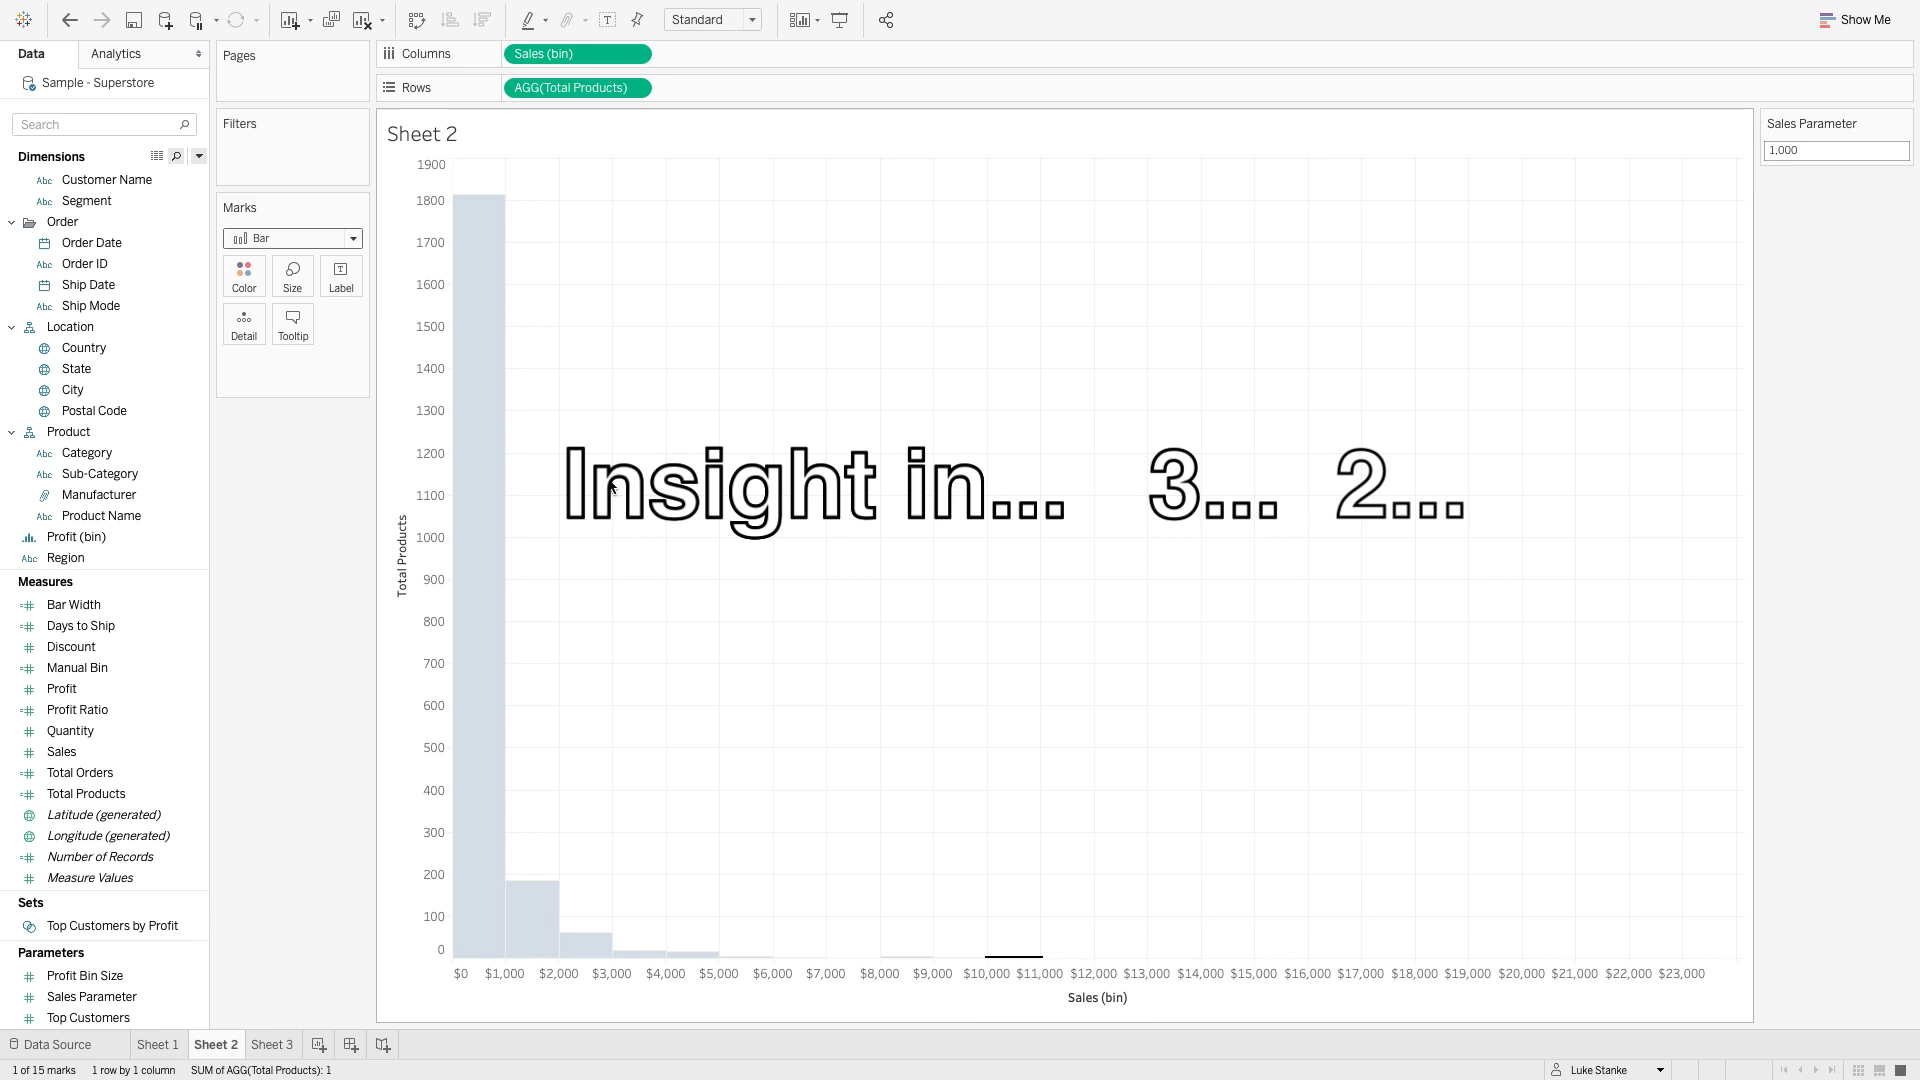 Standard
Show Me
Data
Analytics
Pages
Columns
Sales (bin)
Sample - Superstore
Rows
AGG(Total Products)
Search
Filters
Sheet 2
Sales Parameter
1,000
Dimensions
Abc Customer Name
Abc Segment
Order
Order Date
Abc Order ID
Ship Date
Abc Ship Mode
Location
Country
State
City
Postal Code
Product
Abc Category
Abc Sub-Category
Manufacturer
Abc Product Name
Profit (bin)
Abc Region
Measures
Bar Width
Days to Ship
Discount
Manual Bin
Profit
Profit Ratio
Quantity
Sales
Total Orders
Total Products
Latitude (generated)
Longitude (generated)
Number of Records
Measure Values
Sets
Top Customers by Profit
Parameters
Profit Bin Size
Sales Parameter
Top Customers
Marks
Bar
Color
Size
Label
Detail
Tooltip
1900
1800
1700
1600
1500
1400
1300
1200
1100
1000
900
800
700
600
500
400
300
200
100
0
Total Products
Insight in... 3... 2...
$0 $1,000 $2,000 $3,000 $4,000 $5,000 $6,000 $7,000 $8,000 $9,000 $10,000 $11,000 $12,000 $13,000 $14,000 $15,000 $16,000 $17,000 $18,000 $19,000 $20,000 $21,000 $22,000 $23,000
Sales (bin)
Data Source
Sheet 1
Sheet 2
Sheet 3
1 of 15 marks
1 row by 1 column
SUM of AGG(Total Products): 1
Luke Stanke